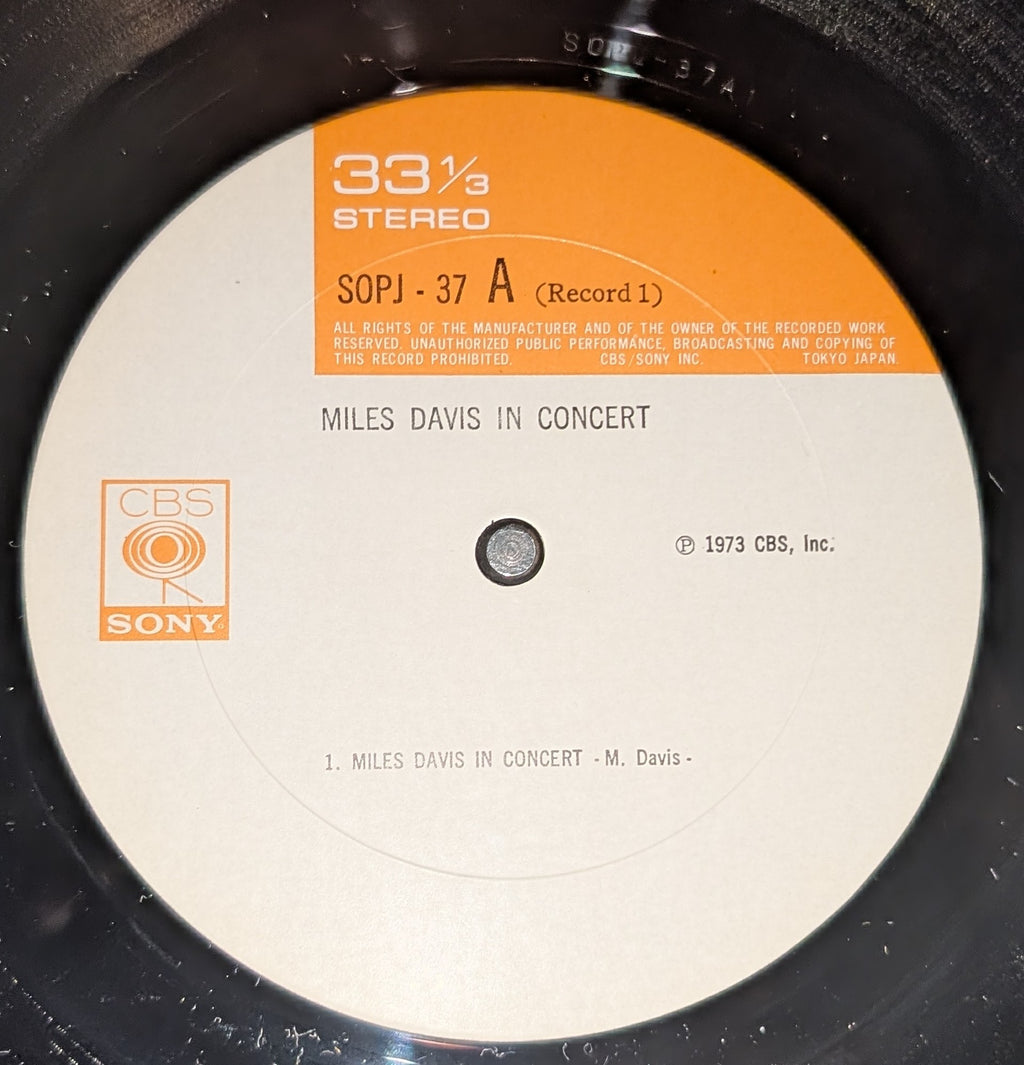 33 1/3
STEREO
SOPJ - 37 A (Record 1)
ALL RIGHTS OF THE MANUFACTURER AND OF THE OWNER OF THE RECORDED WORK
RESERVED. UNAUTHORIZED PUBLIC PERFORMANCE, BROADCASTING AND COPYING OF
THIS RECORD PROHIBITED. CBS/SONY INC. TOKYO JAPAN.
MILES DAVIS IN CONCERT
CBS
SONY
Ⓟ 1973 CBS, Inc.
1. MILES DAVIS IN CONCERT - M. Davis -